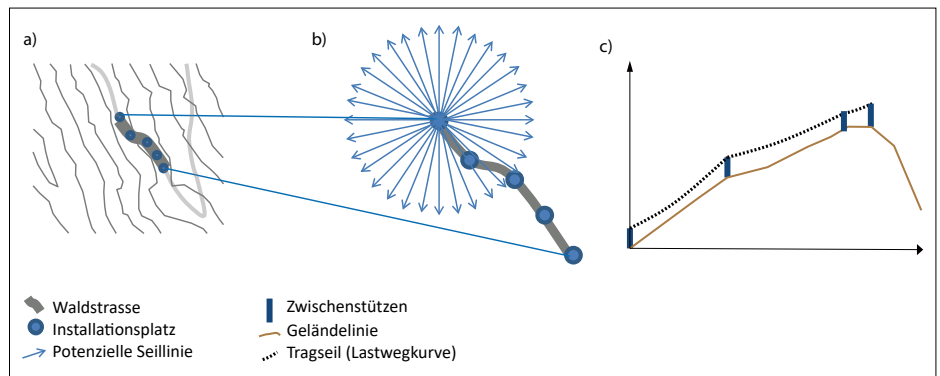 a)
b)
c)
Waldstrasse
Installationsplatz
Potenzielle Seillinie
Zwischenstützen
Geländelinie
Tragseil (Lastwegkurve)